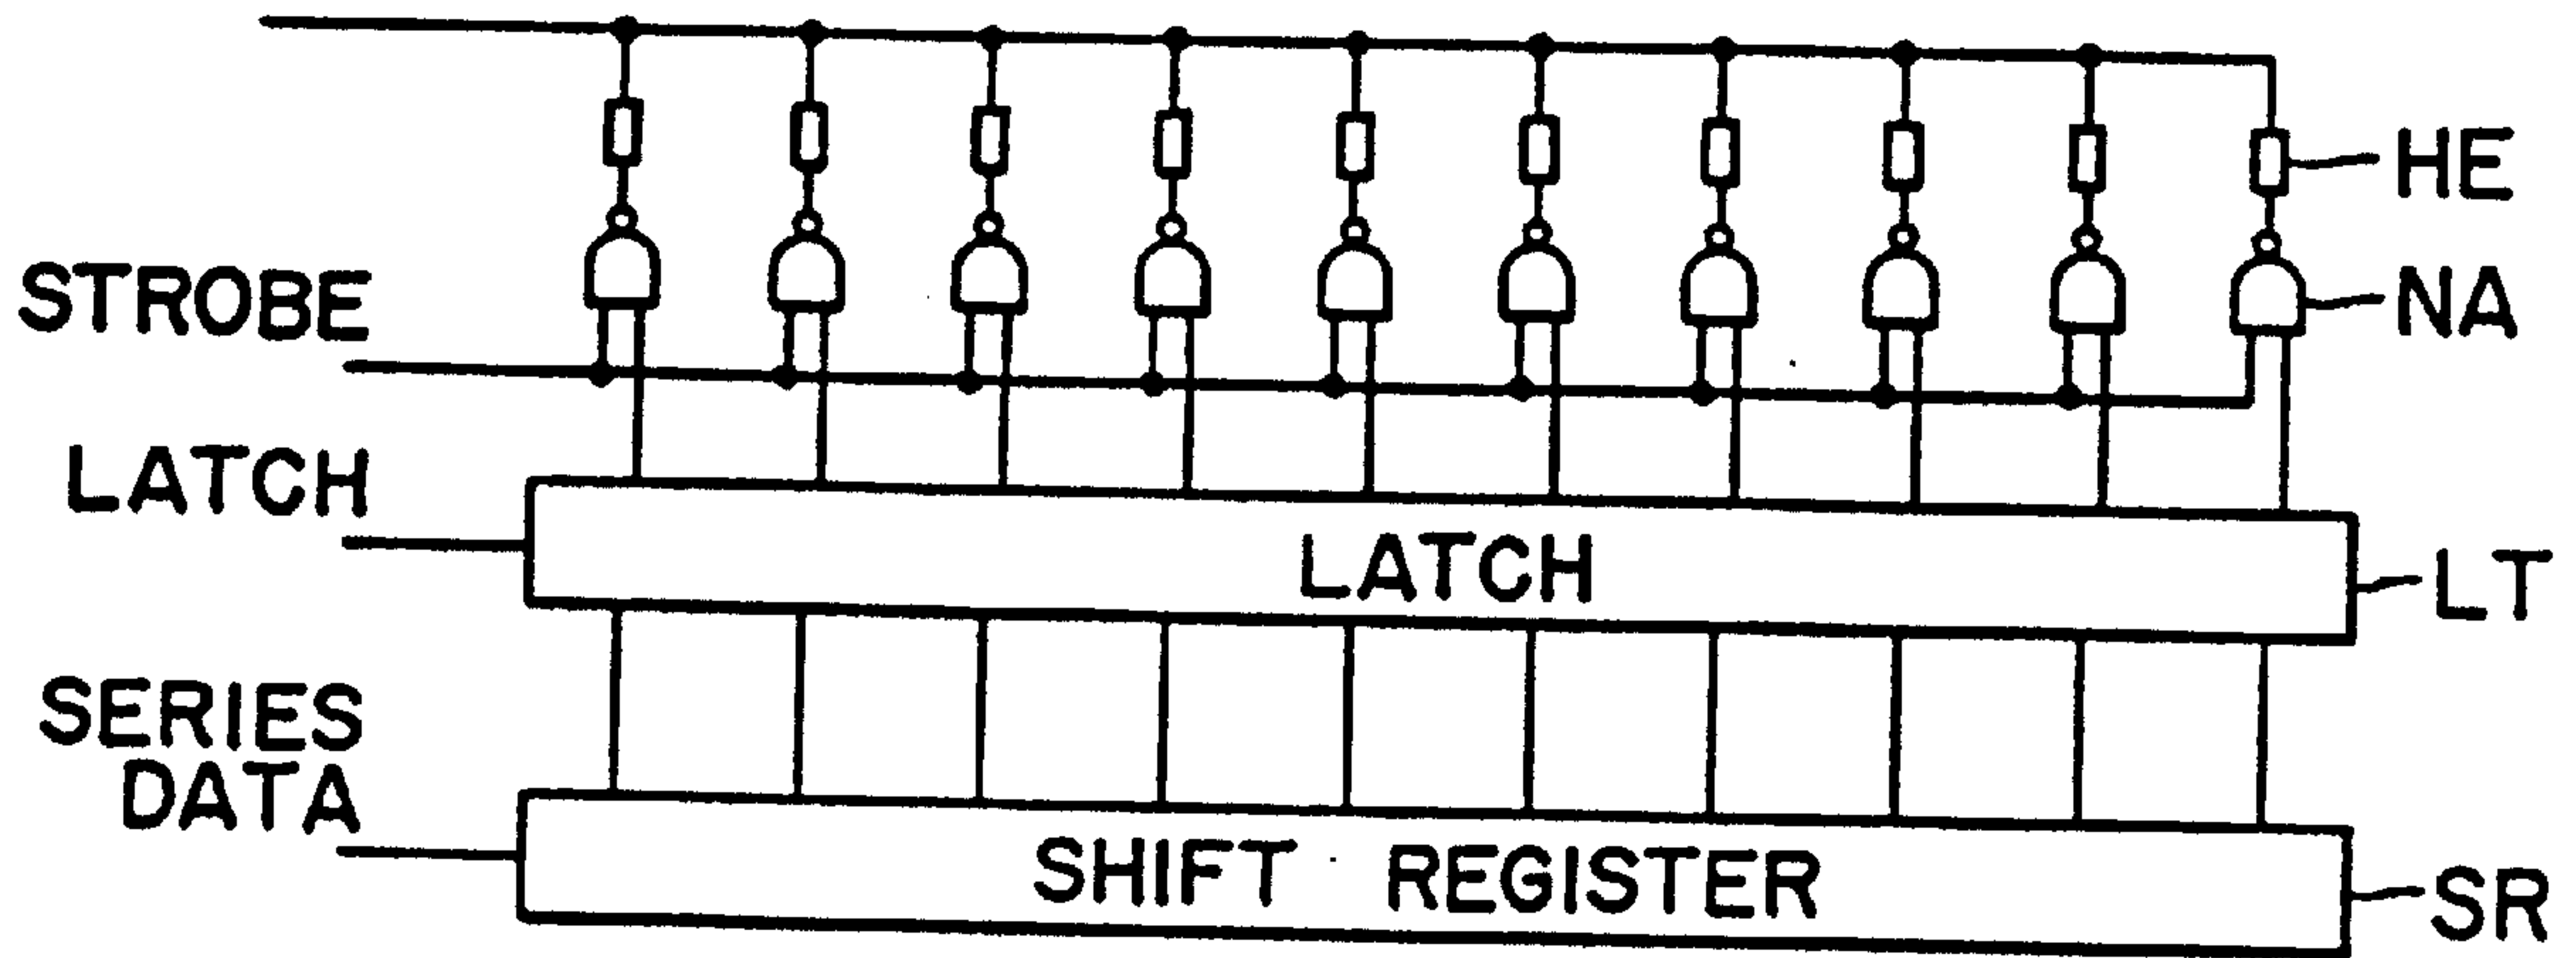 HE
STROBE
NA
LATCH
LATCH
LT
SERIES
DATA
SHIFT REGISTER
SR